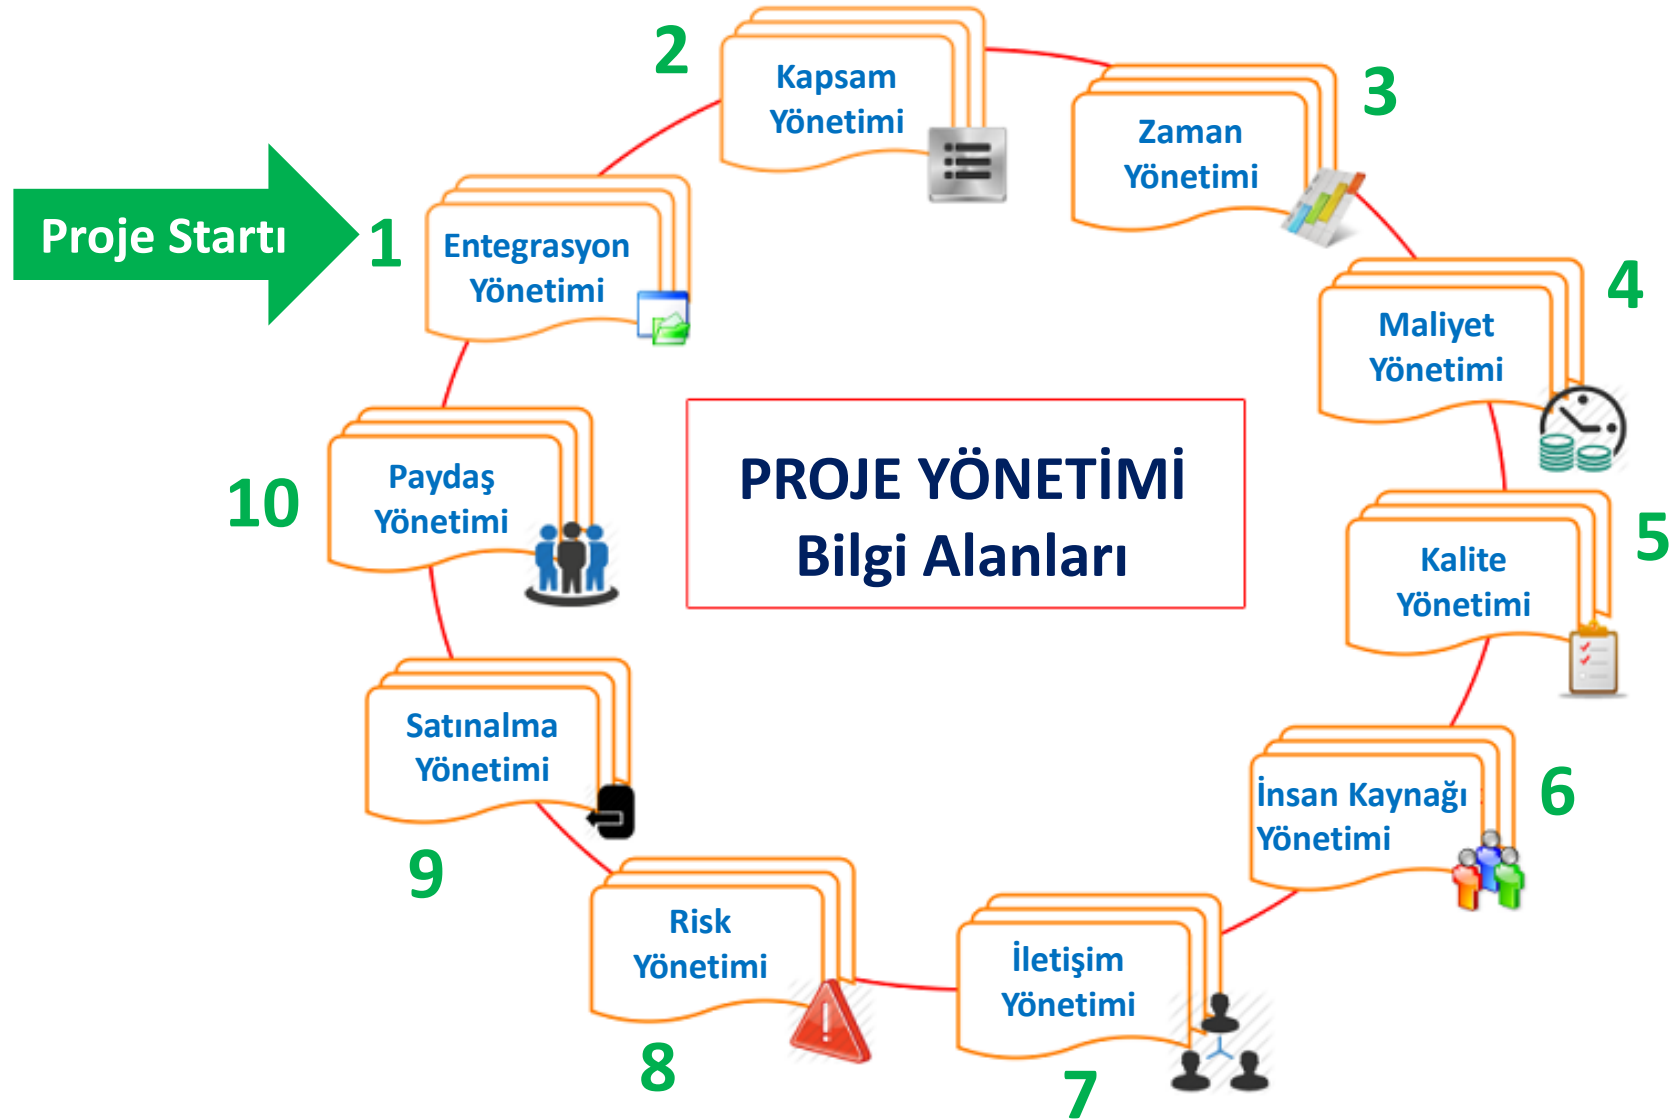 Proje Startı
1
Entegrasyon
Yönetimi
2
Kapsam
Yönetimi
3
Zaman
Yönetimi
4
Maliyet
Yönetimi
5
Kalite
Yönetimi
6
İnsan Kaynağı
Yönetimi
7
İletişim
Yönetimi
8
Risk
Yönetimi
9
Satınalma
Yönetimi
10
Paydaş
Yönetimi
PROJE YÖNETİMİ
Bilgi Alanları